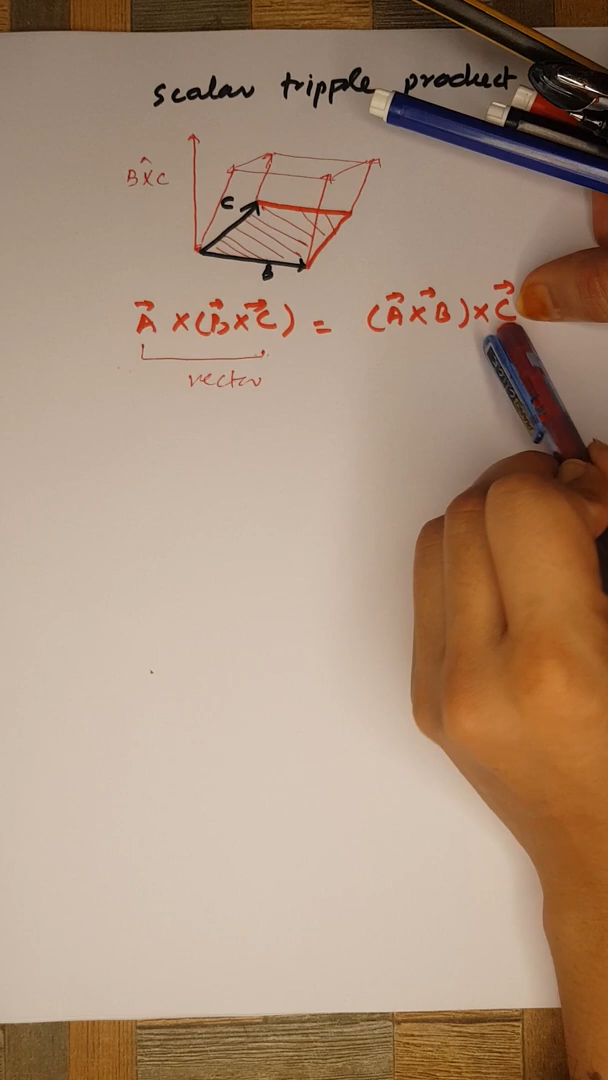 scalar tripple product
B×̂C
C
B
A⃗ ×(B⃗×C⃗) = (A⃗×B⃗)×C⃗
vector